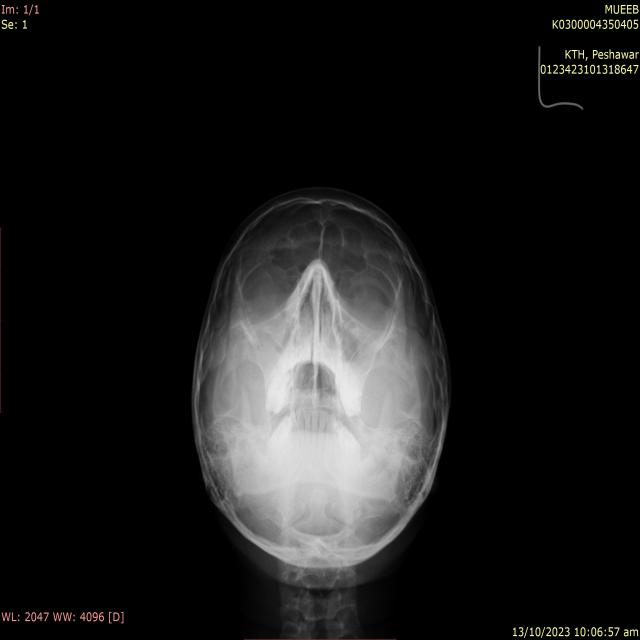 Im: 1/1
Se: 1
MUEEB
K0300004350405
KTH, Peshawar
0123423101318647
WL: 2047 WW: 4096 [D]
13/10/2023 10:06:57 am